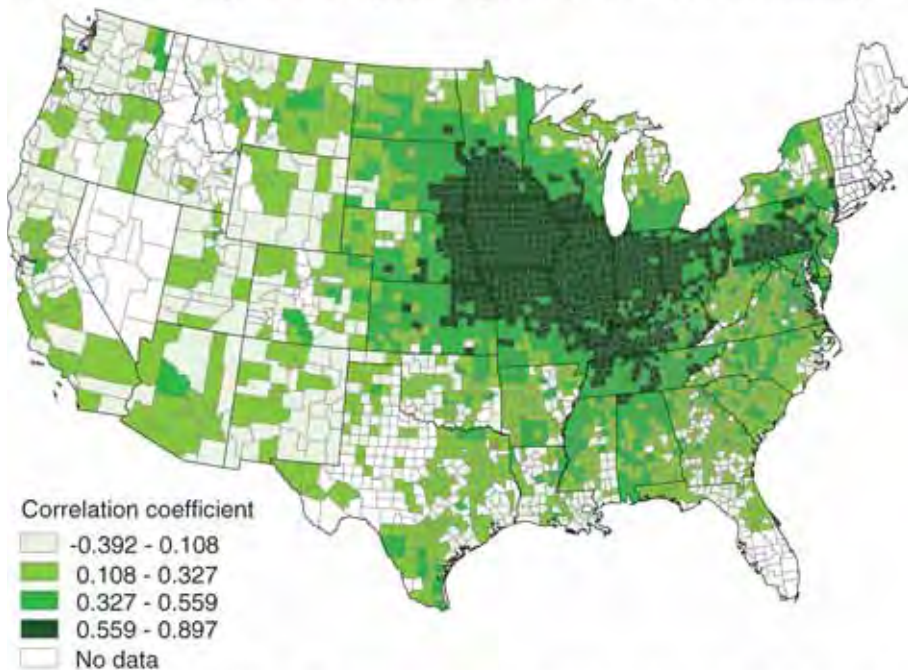 Correlation coefficient
-0.392 - 0.108
0.108 - 0.327
0.327 - 0.559
0.559 - 0.897
No data